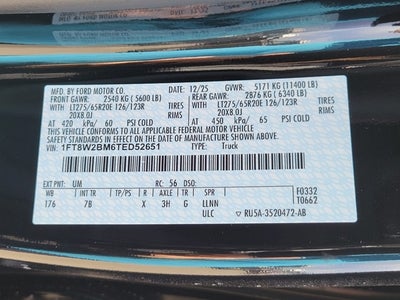 MFD. BY FORD MOTOR CO.
BY FORD MOTOR CO. 12/25 GVWR: 5171 KG (11400 LB)
FRONT GAWR: 2540 KG (5600 LB) REAR GAWR: 2876 KG (6340 LB)
LT275/65R20E 126/123R TIRES LT275/65R20E 126/123R TIRES
20X8.0J RIMS 20X8.0J RIMS
AT 420 kPa/ 60 PSI COLD AT 450 kPa/ 65 PSI COLD
THIS VEHICLE CONFORMS TO ALL APPLICABLE FEDERAL MOTOR VEHICLE
SAFETY STANDARDS IN EFFECT ON THE DATE OF MANUFACTURE SHOWN ABOVE.
VIN: 1FT8W2BM6TED52651 TYPE: Truck
EXT PNT: UM RC: 56 DSO: F0332
WB INT TR TP/PS R AXLE TR SPR T0662
176 7B X 3H G LLNN
ULC RU5A-3520472-AB